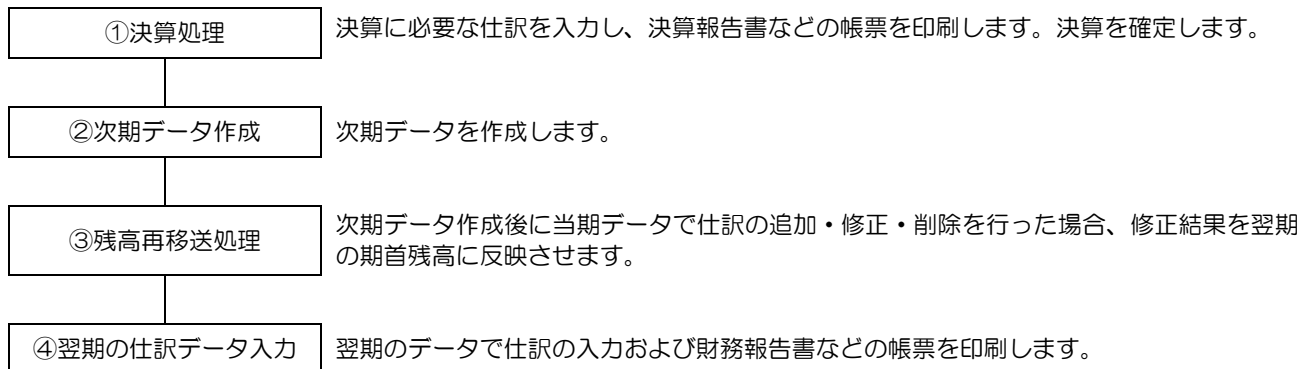 ①決算処理
決算に必要な仕訳を入力し、決算報告書などの帳票を印刷します。決算を確定します。
②次期データ作成
次期データを作成します。
③残高再移送処理
次期データ作成後に当期データで仕訳の追加・修正・削除を行った場合、修正結果を翌期
の期首残高に反映させます。
④翌期の仕訳データ入力
翌期のデータで仕訳の入力および財務報告書などの帳票を印刷します。